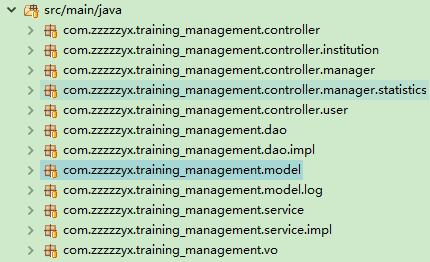 src/main/java
com.zzzzzyx.training_management.controller
com.zzzzzyx.training_management.controller.institution
com.zzzzzyx.training_management.controller.manager
com.zzzzzyx.training_management.controller.manager.statistics
com.zzzzzyx.training_management.controller.user
com.zzzzzyx.training_management.dao
com.zzzzzyx.training_management.dao.impl
com.zzzzzyx.training_management.model
com.zzzzzyx.training_management.model.log
com.zzzzzyx.training_management.service
com.zzzzzyx.training_management.service.impl
com.zzzzzyx.training_management.vo